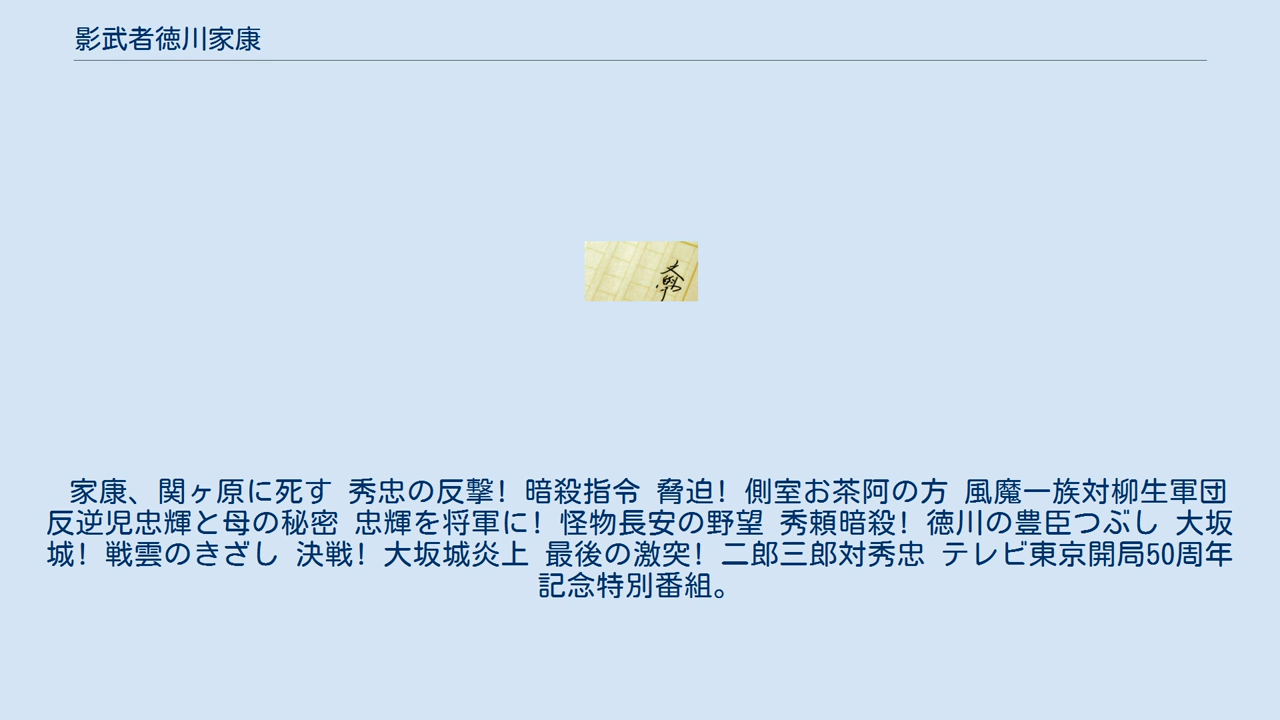 影武者徳川家康
家康、関ヶ原に死す 秀忠の反撃！ 暗殺指令 脅迫！ 側室お茶阿の方 風魔一族対柳生軍団
反逆児忠輝と母の秘密 忠輝を将軍に！ 怪物長安の野望 秀頼暗殺！ 徳川の豊臣つぶし 大坂
城！ 戦雲のきざし 決戦！ 大坂城炎上 最後の激突！ 二郎三郎対秀忠 テレビ東京開局50周年
記念特別番組。